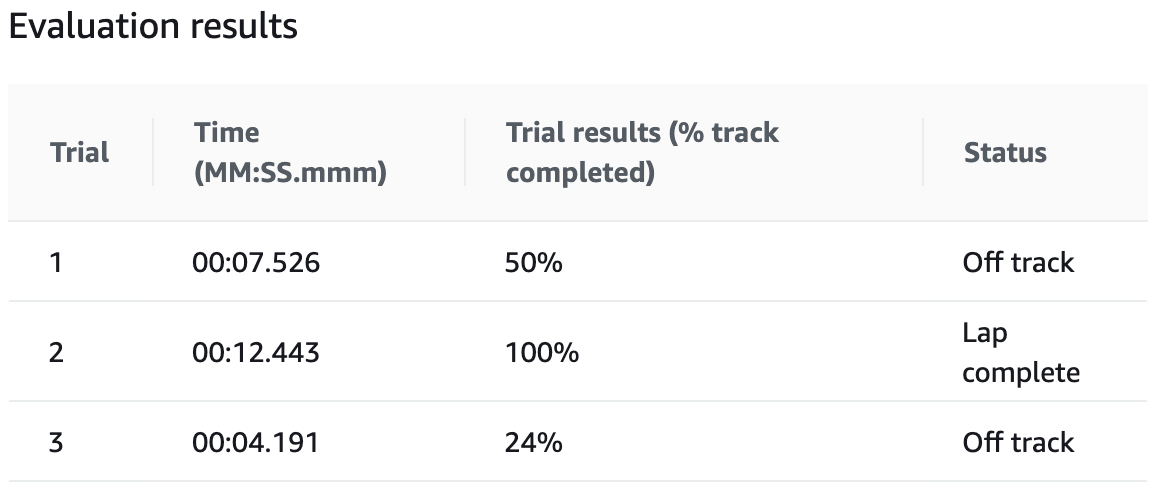 Evaluation results
Trial
Time
(MM:SS.mmm)
Trial results (% track
completed)
Status
1 00:07.526 50% Off track
2 00:12.443 100% Lap
complete
3 00:04.191 24% Off track